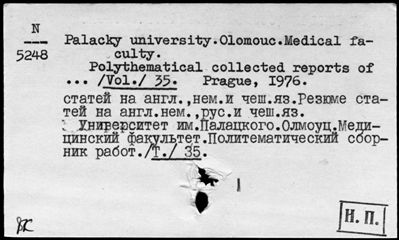 N
5248
Palacky university.Olomouc.Medical fa-
culty.
Polythematical collected reports of
... /Vol./ 35. Prague, I976.
статей на англ.,нем.и чеш.яз.Резюме ста-
тей на англ.нем.,рус.и чеш.яз.
Университет им.Палацкого.Олмоуц.Меди-
цинский факультет.Политематический сбор-
ник работ./Т./ 35.
Н.П.